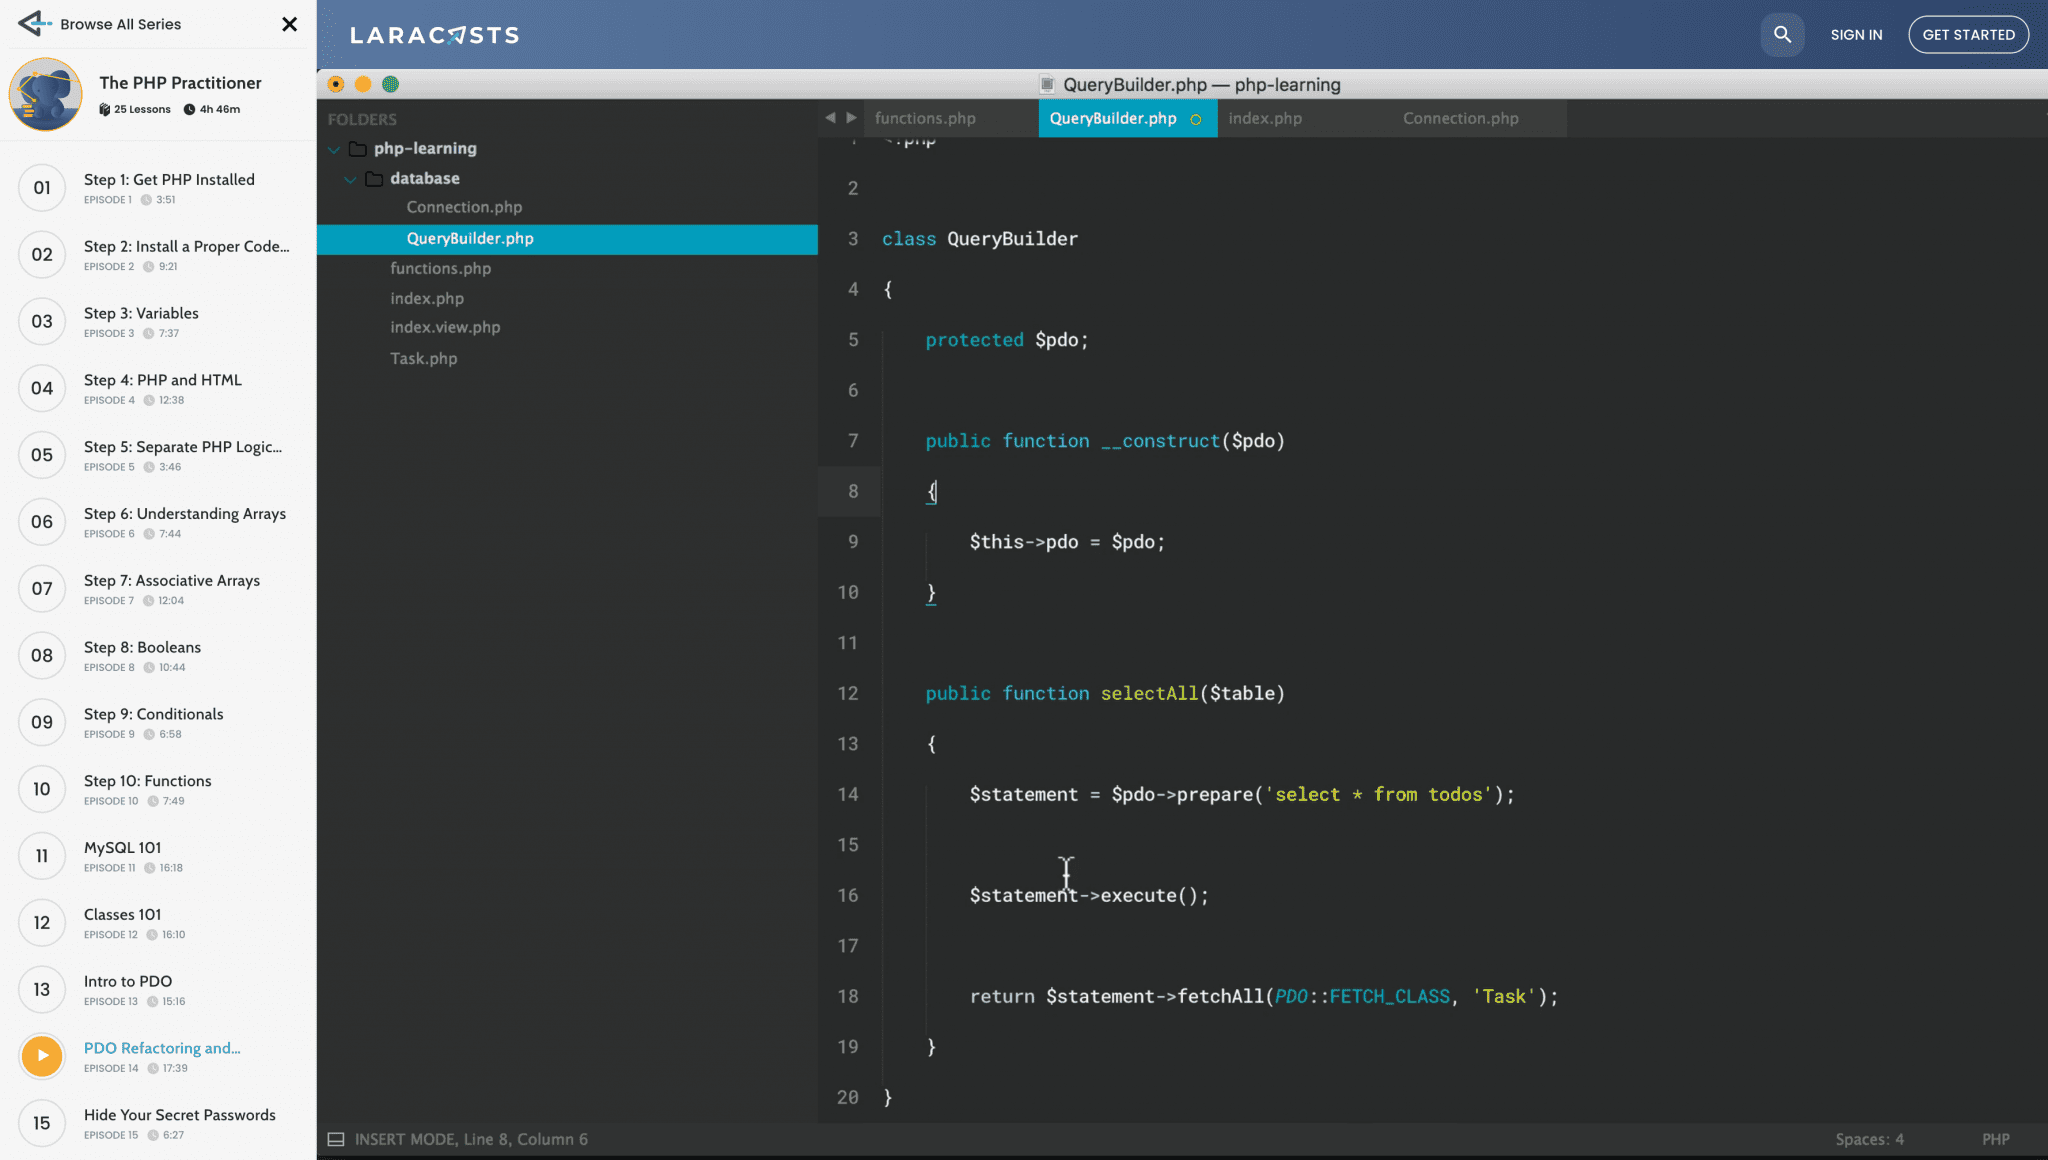 Browse All Series
The PHP Practitioner
25 Lessons 4h 46m
01
Step 1: Get PHP Installed
EPISODE 1 3:51
02
Step 2: Install a Proper Code...
EPISODE 2 9:21
03
Step 3: Variables
EPISODE 3 7:37
04
Step 4: PHP and HTML
EPISODE 4 12:38
05
Step 5: Separate PHP Logic...
EPISODE 5 3:46
06
Step 6: Understanding Arrays
EPISODE 6 7:44
07
Step 7: Associative Arrays
EPISODE 7 12:04
08
Step 8: Booleans
EPISODE 8 10:44
09
Step 9: Conditionals
EPISODE 9 6:58
10
Step 10: Functions
EPISODE 10 7:49
11
MySQL 101
EPISODE 11 16:18
12
Classes 101
EPISODE 12 16:10
13
Intro to PDO
EPISODE 13 15:16
PDO Refactoring and...
EPISODE 14 17:39
15
Hide Your Secret Passwords
EPISODE 15 6:27
LARACASTS
SIGN IN
GET STARTED
QueryBuilder.php — php-learning
FOLDERS
php-learning
database
Connection.php
QueryBuilder.php
functions.php
index.php
index.view.php
Task.php
functions.php QueryBuilder.php index.php Connection.php
1 <?php
2
3 class QueryBuilder
4 {
5 protected $pdo;
6
7 public function __construct($pdo)
8 {
9 $this->pdo = $pdo;
10 }
11
12 public function selectAll($table)
13 {
14 $statement = $pdo->prepare('select * from todos');
15
16 $statement->execute();
17
18 return $statement->fetchAll(PDO::FETCH_CLASS, 'Task');
19 }
20 }
INSERT MODE, Line 8, Column 6
Spaces: 4 PHP